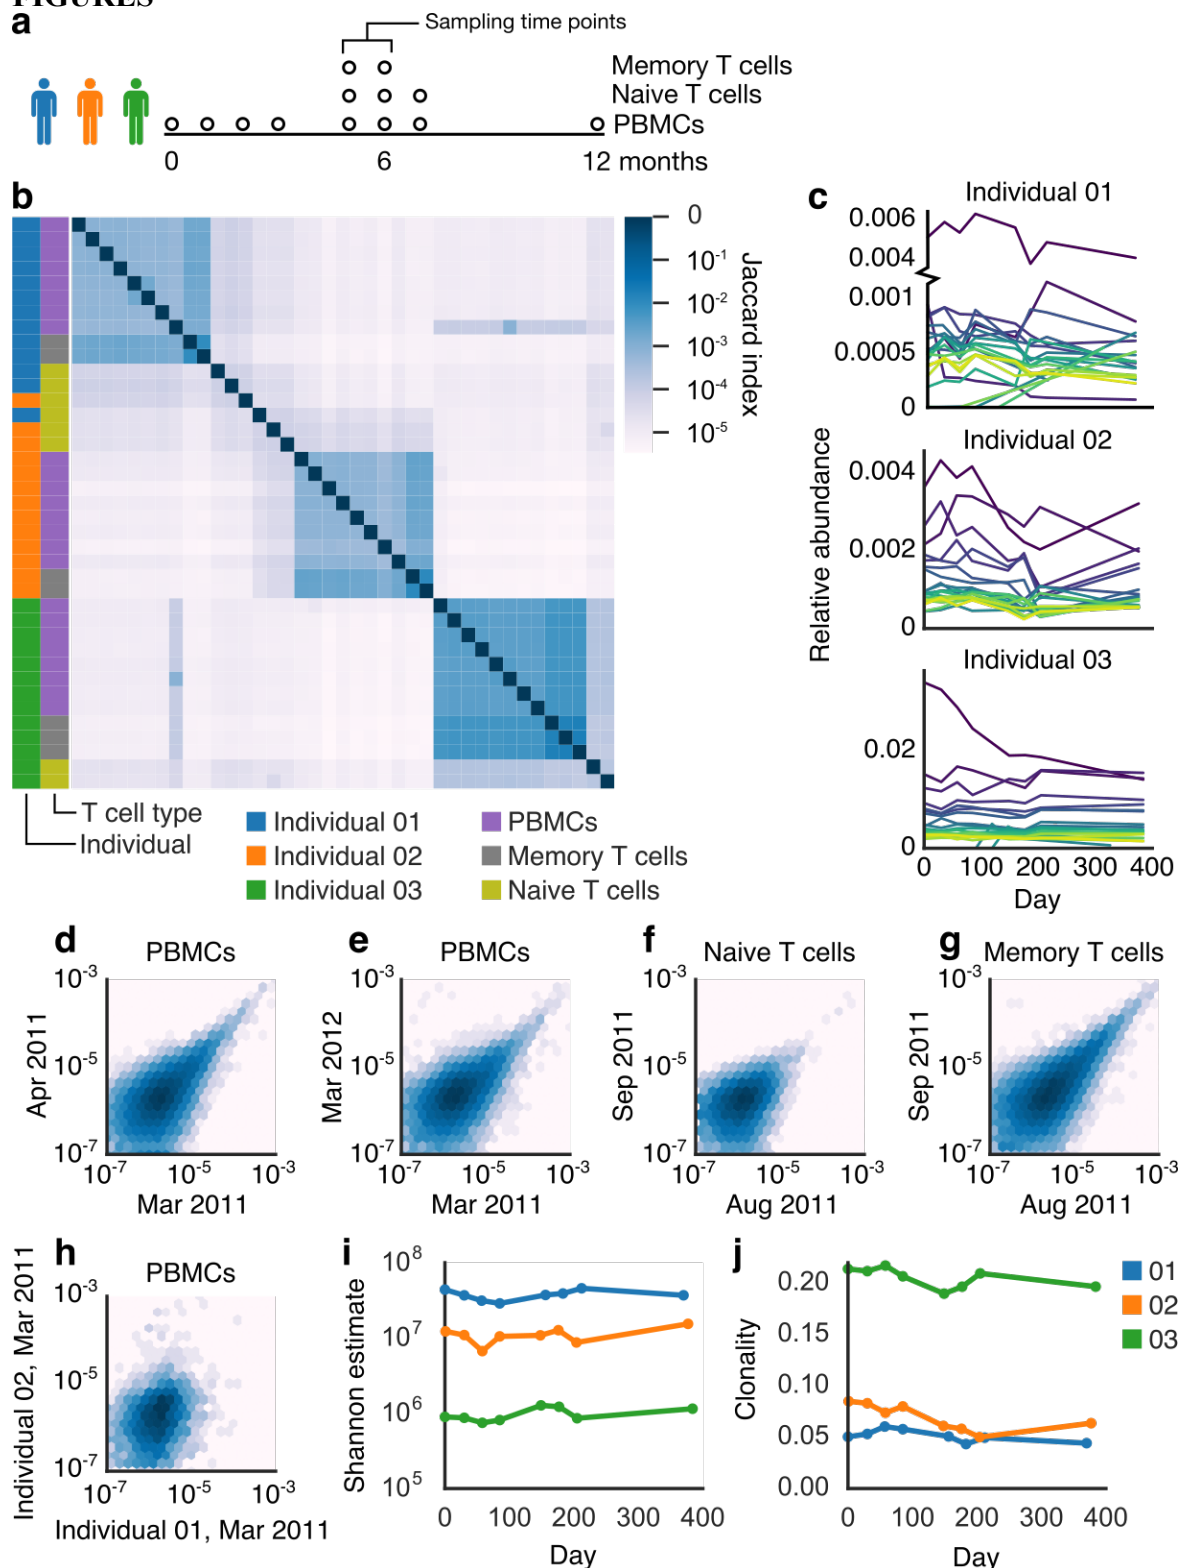 FIGURES
a
Sampling time points
Memory T cells
Naive T cells
PBMCs
0 6 12 months
b
0
10-1
10-2
10-3
10-4
10-5
Jaccard index
T cell type
Individual
Individual 01
Individual 02
Individual 03
PBMCs
Memory T cells
Naive T cells
c
Individual 01
0.006
0.004
0.001
0.0005
0
Individual 02
0.004
0.002
0
Relative abundance
Individual 03
0.02
0
0 100 200 300 400
Day
d
PBMCs
10-3
10-5
10-7
Apr 2011
10-7 10-5 10-3
Mar 2011
e
PBMCs
10-3
10-5
10-7
Mar 2012
10-7 10-5 10-3
Mar 2011
f
Naive T cells
10-3
10-5
10-7
Sep 2011
10-7 10-5 10-3
Aug 2011
g
Memory T cells
10-3
10-5
10-7
Sep 2011
10-7 10-5 10-3
Aug 2011
h
PBMCs
10-3
10-5
10-7
Individual 02, Mar 2011
10-7 10-5 10-3
Individual 01, Mar 2011
i
108
107
106
105
Shannon estimate
0 100 200 300 400
Day
j
0.20
0.15
0.10
0.05
0.00
Clonality
0 100 200 300 400
Day
01
02
03